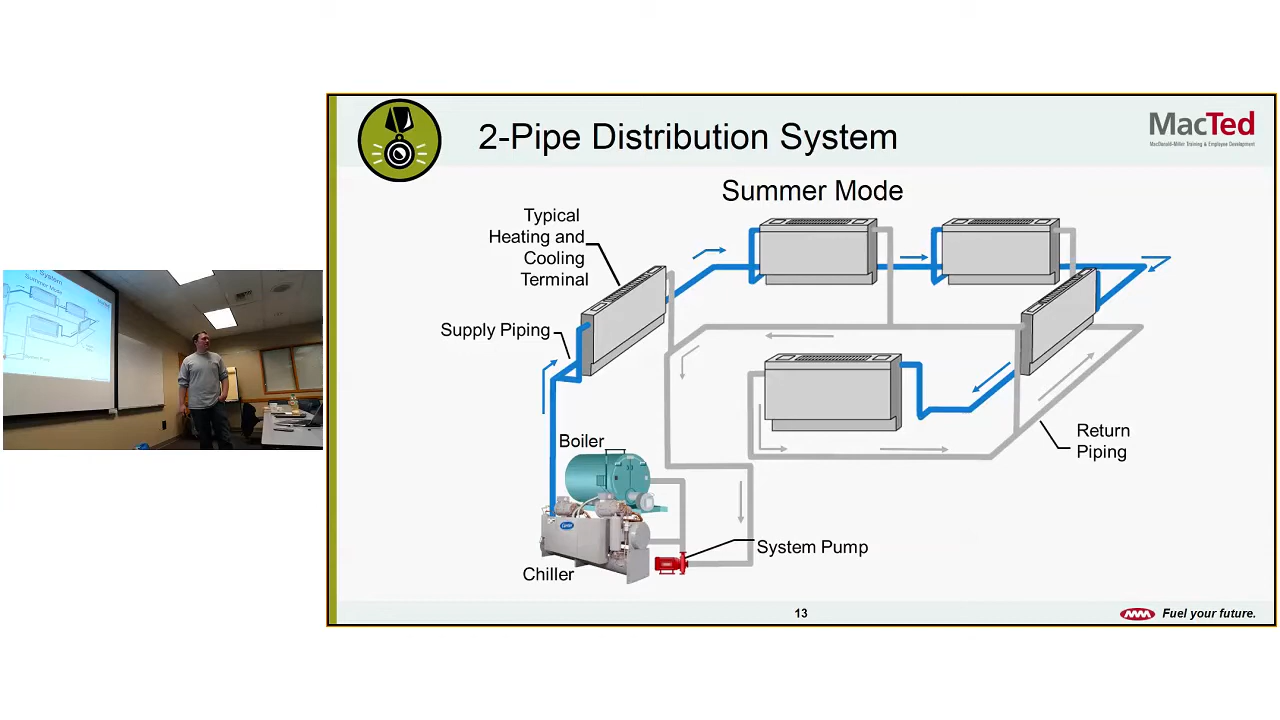 2-Pipe Distribution System
MacTed
MacDonald-Miller Training & Employee Development
Summer Mode
Typical
Heating and
Cooling
Terminal
Supply Piping
Return
Piping
Boiler
Carrier
System Pump
Chiller
13
Fuel your future.